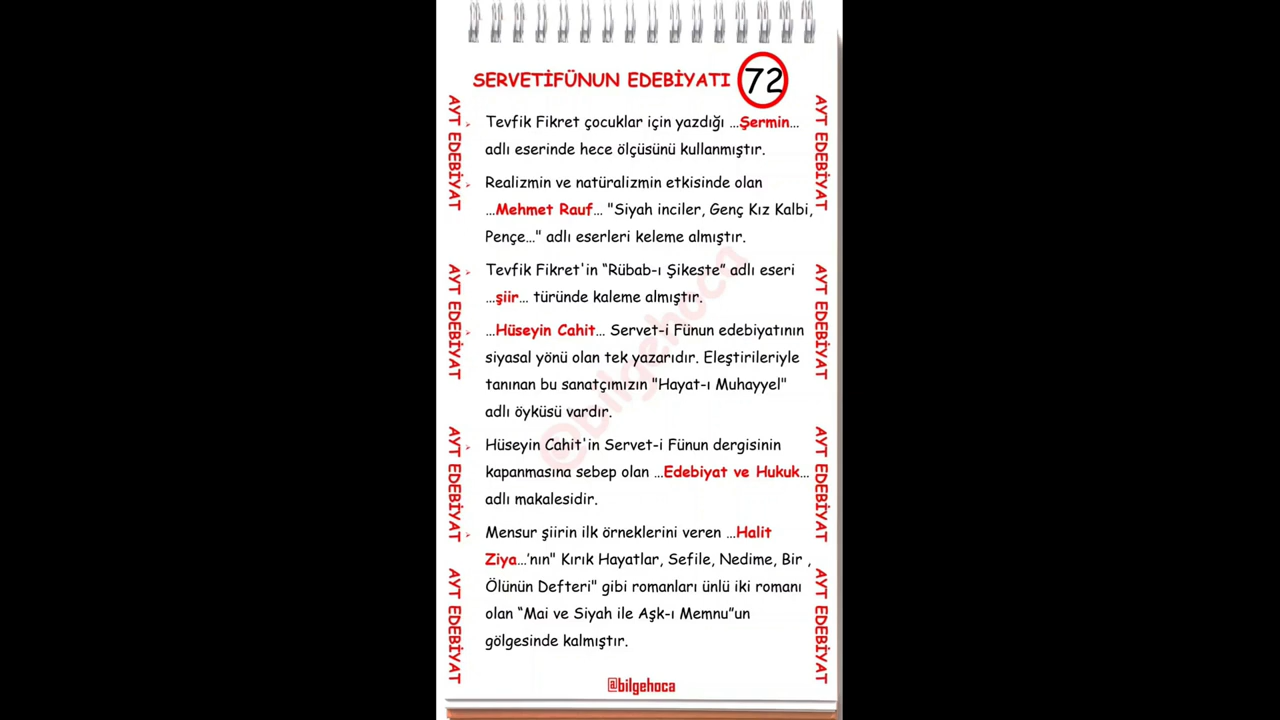 SERVETİFÜNUN EDEBİYATI 72
Tevfik Fikret çocuklar için yazdığı …Şermin…
adlı eserinde hece ölçüsünü kullanmıştır.
Realizmin ve natüralizmin etkisinde olan
…Mehmet Rauf… "Siyah inciler, Genç Kız Kalbi,
Pençe…" adlı eserleri keleme almıştır.
Tevfik Fikret'in “Rübab-ı Şikeste” adlı eseri
…şiir… türünde kaleme almıştır.
…Hüseyin Cahit… Servet-i Fünun edebiyatının
siyasal yönü olan tek yazarıdır. Eleştirileriyle
tanınan bu sanatçımızın "Hayat-ı Muhayyel"
adlı öyküsü vardır.
Hüseyin Cahit'in Servet-i Fünun dergisinin
kapanmasına sebep olan …Edebiyat ve Hukuk…
adlı makalesidir.
Mensur şiirin ilk örneklerini veren …Halit
Ziya…’nın" Kırık Hayatlar, Sefile, Nedime, Bir ,
Ölünün Defteri" gibi romanları ünlü iki romanı
olan “Mai ve Siyah ile Aşk-ı Memnu”un
gölgesinde kalmıştır.
@bilgehoca
AYT EDEBİYAT
AYT EDEBİYAT
AYT EDEBİYAT
AYT EDEBİYAT
AYT EDEBİYAT
AYT EDEBİYAT
AYT EDEBİYAT
AYT EDEBİYAT
@bilgehoca